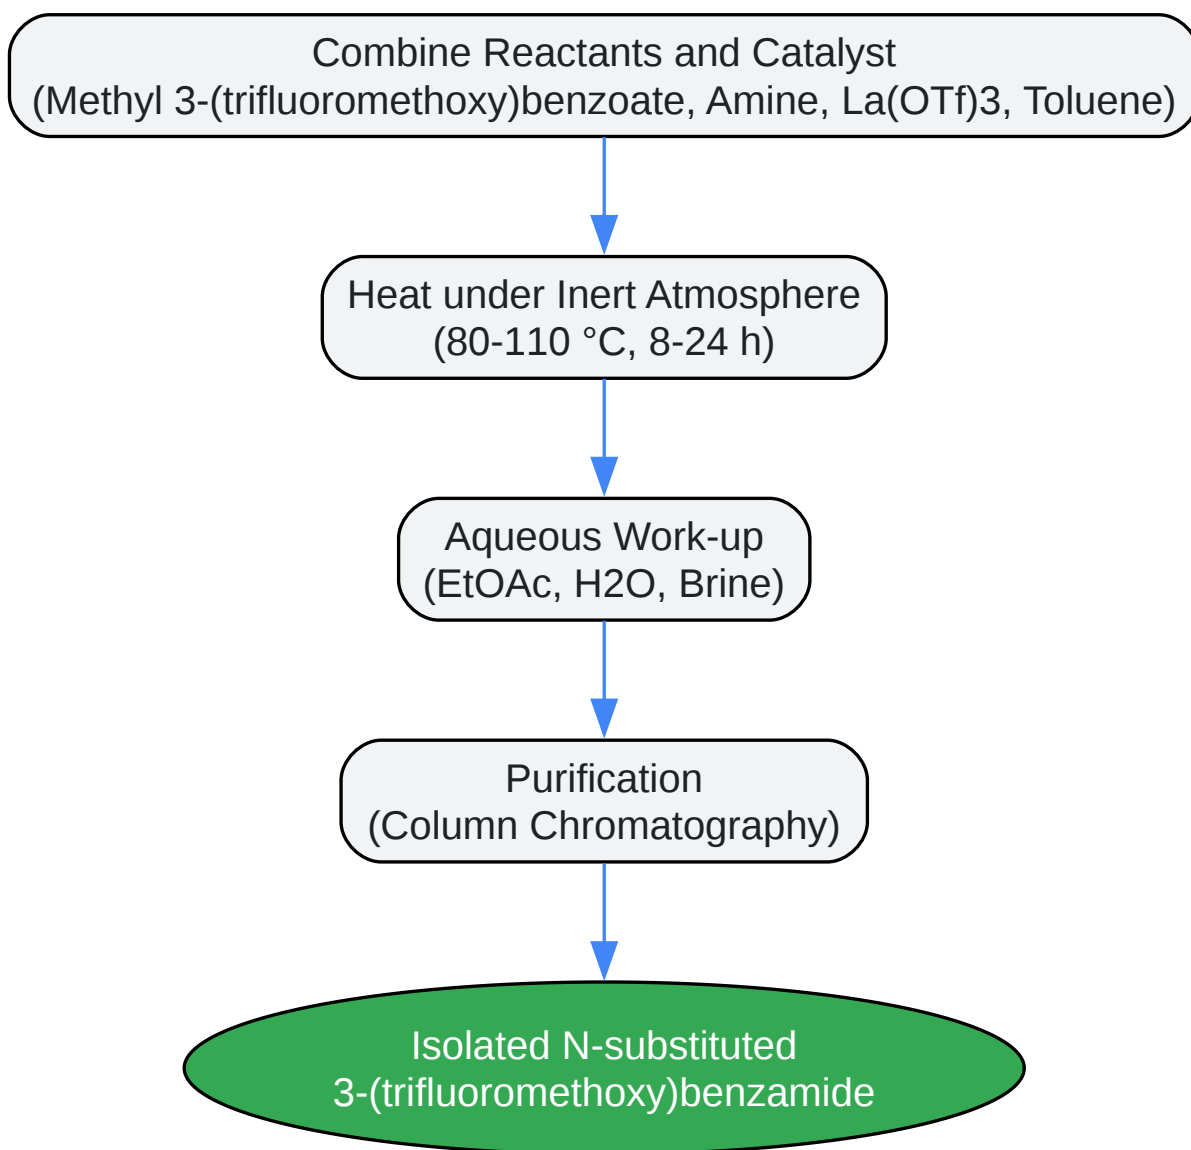 Combine Reactants and Catalyst
(Methyl 3-(trifluoromethoxy)benzoate, Amine, La(OTf)3, Toluene)
Heat under Inert Atmosphere
(80-110 °C, 8-24 h)
Aqueous Work-up
(EtOAc, H2O, Brine)
Purification
(Column Chromatography)
Isolated N-substituted
3-(trifluoromethoxy)benzamide